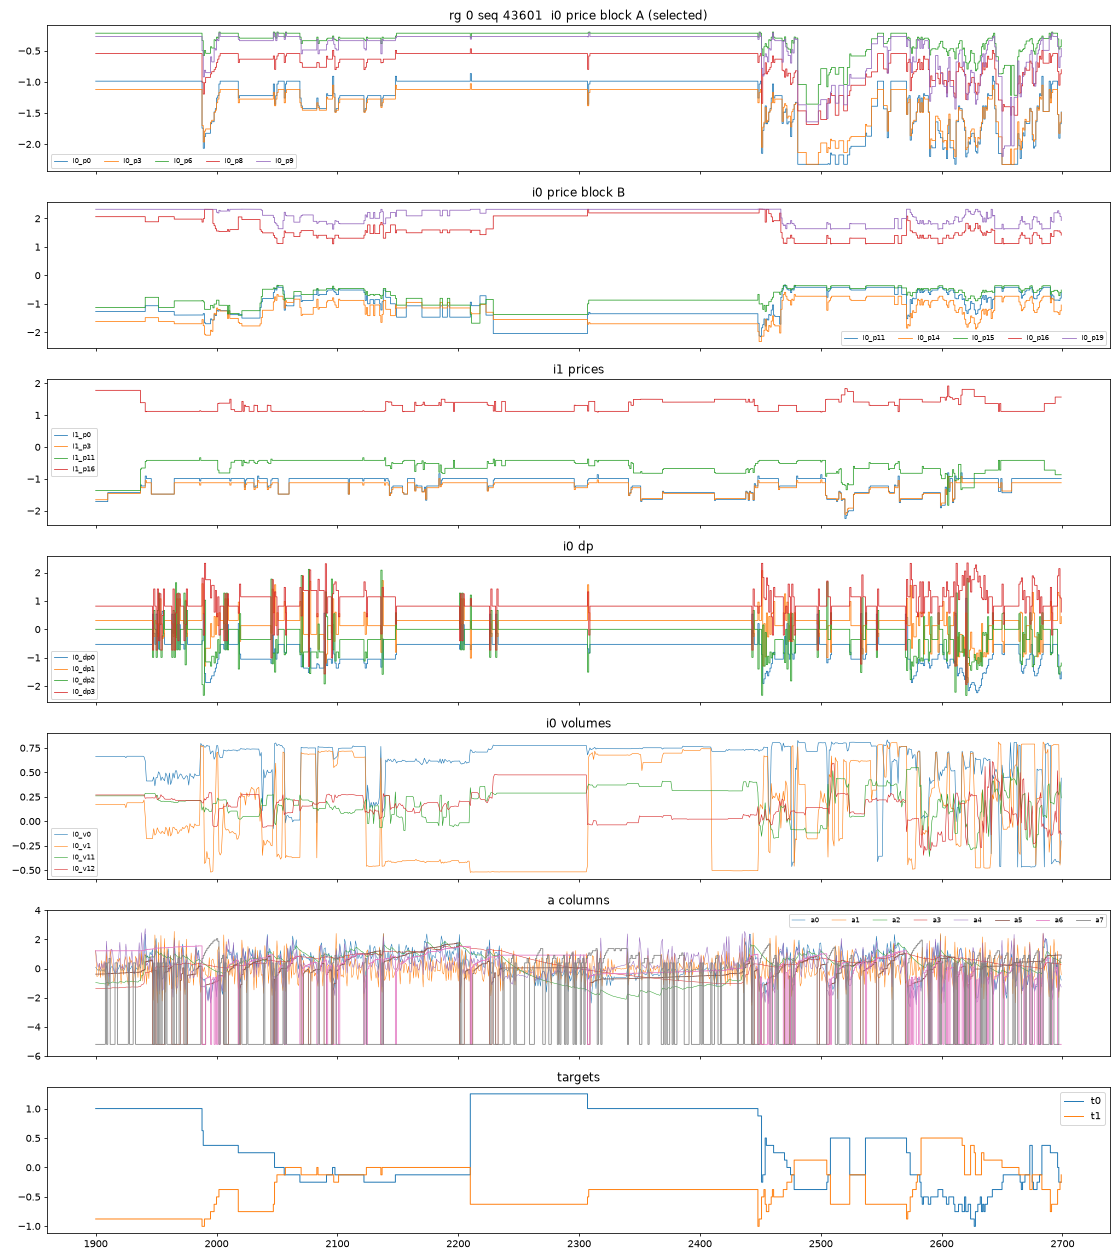 rg 0 seq 43601  i0 price block A (selected)
−0.5
−1.0
−1.5
−2.0
i0_p0 i0_p3 i0_p6 i0_p8 i0_p9
i0 price block B
2
1
0
−1
−2
i0_p11 i0_p14 i0_p15 i0_p16 i0_p19
i1 prices
2
1
0
−1
−2
i1_p0
i1_p3
i1_p11
i1_p16
i0 dp
2
1
0
−1
−2
i0_dp0
i0_dp1
i0_dp2
i0_dp3
i0 volumes
0.75
0.50
0.25
0.00
−0.25
−0.50
i0_v0
i0_v1
i0_v11
i0_v12
a columns
4
2
0
−2
−4
−6
a0 a1 a2 a3 a4 a5 a6 a7
targets
1.0
0.5
0.0
−0.5
−1.0
t0
t1
1900 2000 2100 2200 2300 2400 2500 2600 2700